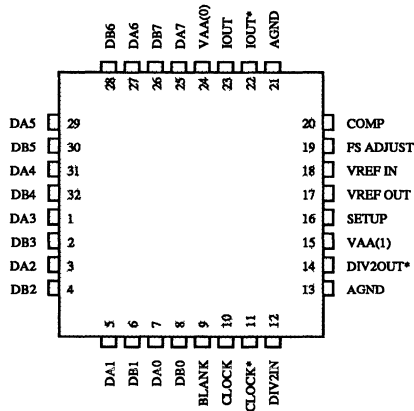 DB6 DA6 DB7 DA7 VAA(0) IOUT IOUT* AGND
28 27 26 25 24 23 22 21
DA5 29 20 COMP
DB5 30 19 FS ADJUST
DA4 31 18 VREF IN
DB4 32 17 VREF OUT
DA3 1 16 SETUP
DB3 2 15 VAA(1)
DA2 3 14 DIV2OUT*
DB2 4 13 AGND
5 6 7 8 9 10 11 12
DA1 DB1 DA0 DB0 BLANK CLOCK CLOCK* DIV2IN